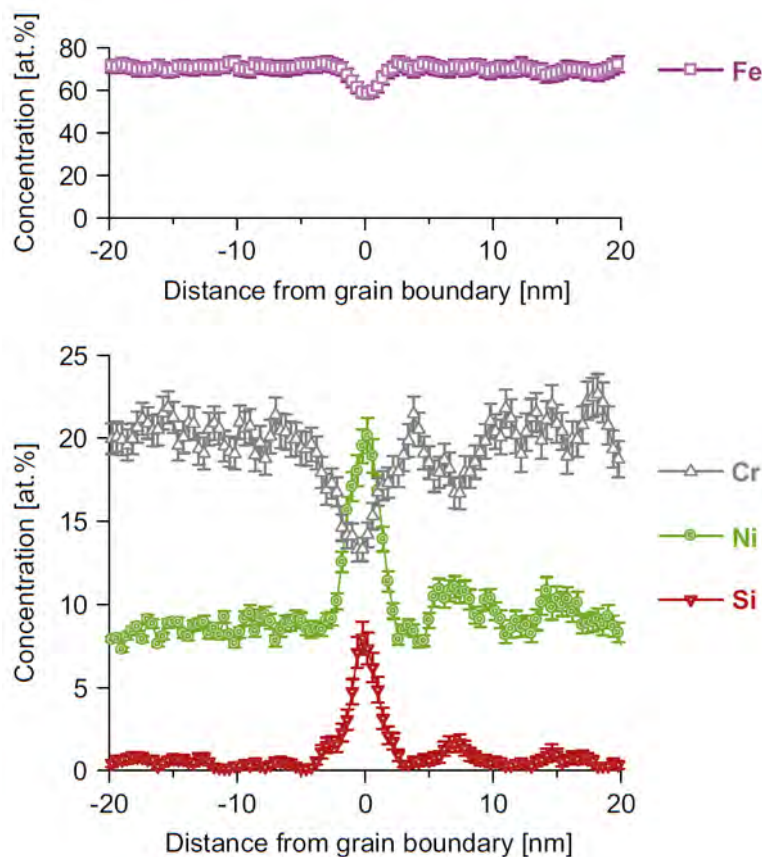 Concentration [at.%]
80
60
40
20
0
-20 -10 0 10 20
Distance from grain boundary [nm]
Fe
Concentration [at.%]
25
20
15
10
5
0
-20 -10 0 10 20
Distance from grain boundary [nm]
Cr
Ni
Si